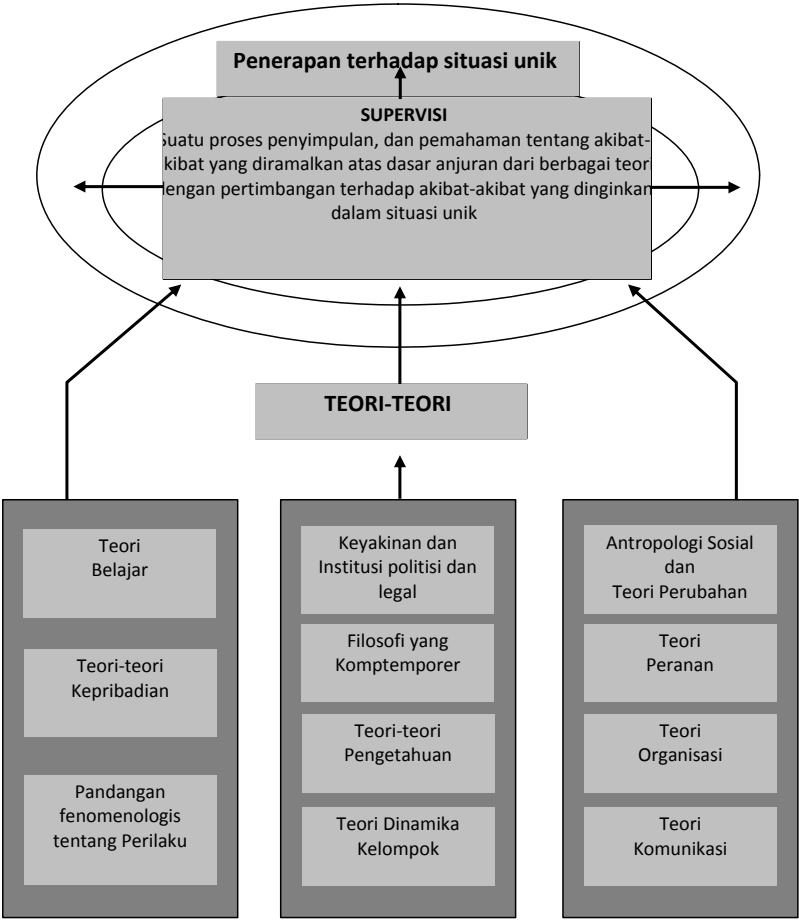 Penerapan terhadap situasi unik
SUPERVISI
Suatu proses penyimpulan, dan pemahaman tentang akibat-
kibat yang diramalkan atas dasar anjuran dari berbagai teori
engan pertimbangan terhadap akibat-akibat yang dinginkan
dalam situasi unik
TEORI-TEORI
Teori
Belajar
Teori-teori
Kepribadian
Pandangan
fenomenologis
tentang Perilaku
Keyakinan dan
Institusi politisi dan
legal
Filosofi yang
Komptemporer
Teori-teori
Pengetahuan
Teori Dinamika
Kelompok
Antropologi Sosial
dan
Teori Perubahan
Teori
Peranan
Teori
Organisasi
Teori
Komunikasi